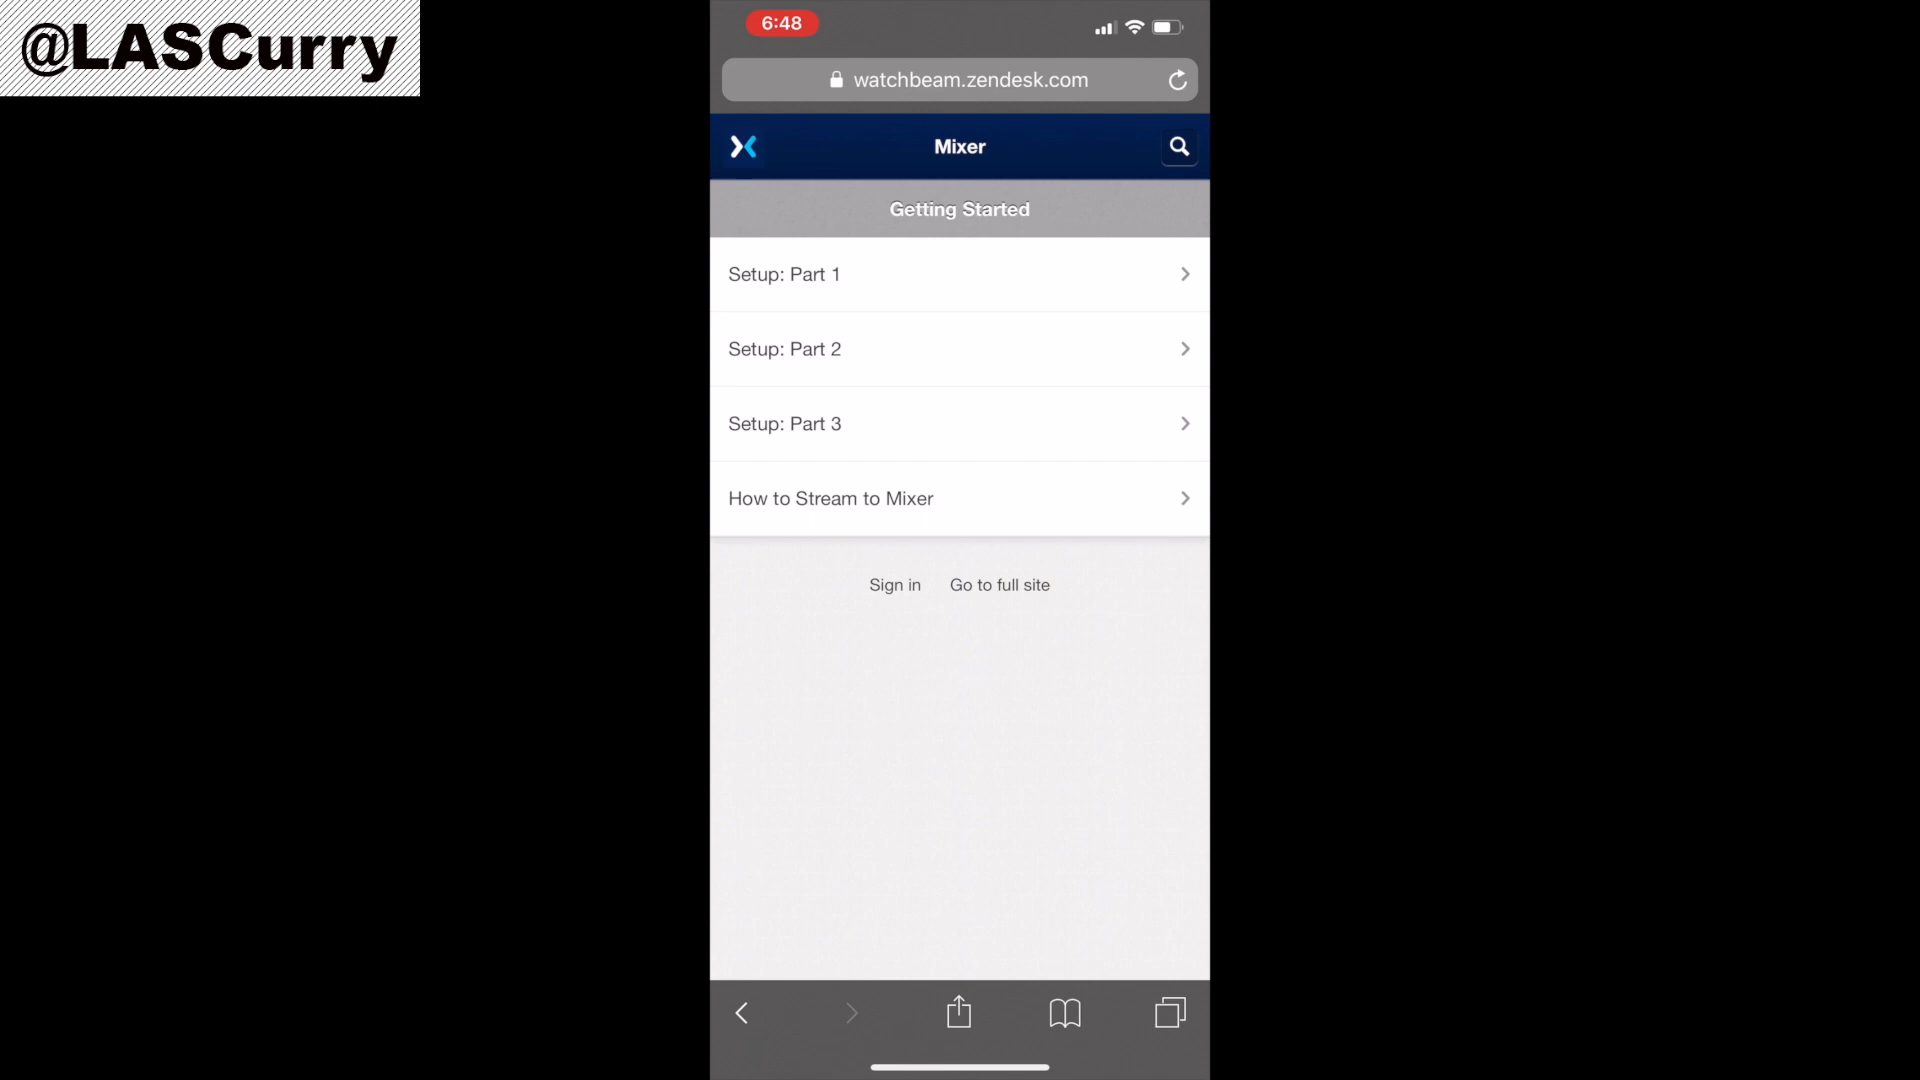 @LASCurry
6:48
watchbeam.zendesk.com
Mixer
Getting Started
Setup: Part 1
Setup: Part 2
Setup: Part 3
How to Stream to Mixer
Sign in Go to full site